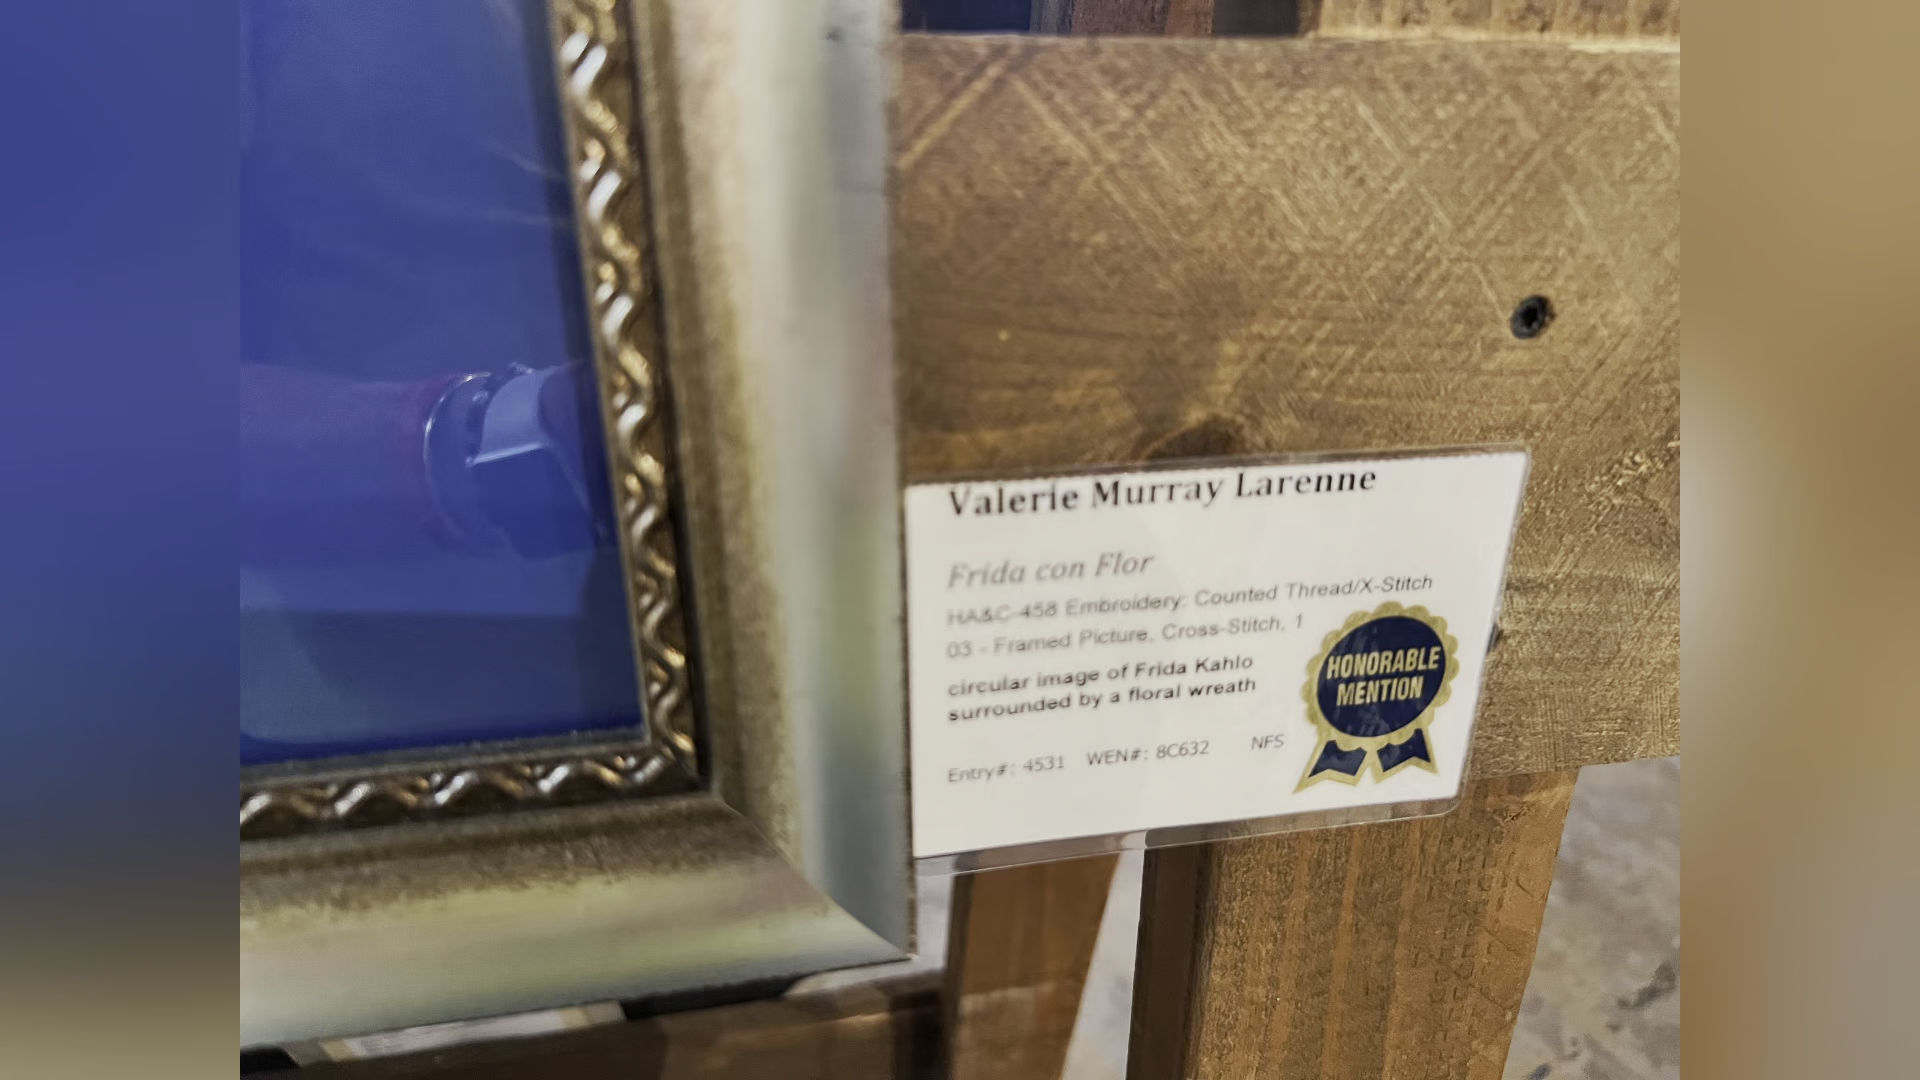 Valerie Murray Larenne
Frida con Flor
HA&C-458 Embroidery: Counted Thread/X-Stitch
03 - Framed Picture, Cross-Stitch, 1
circular image of Frida Kahlo
surrounded by a floral wreath
Entry#: 4531 WEN#: 8C632 NFS
HONORABLE
MENTION